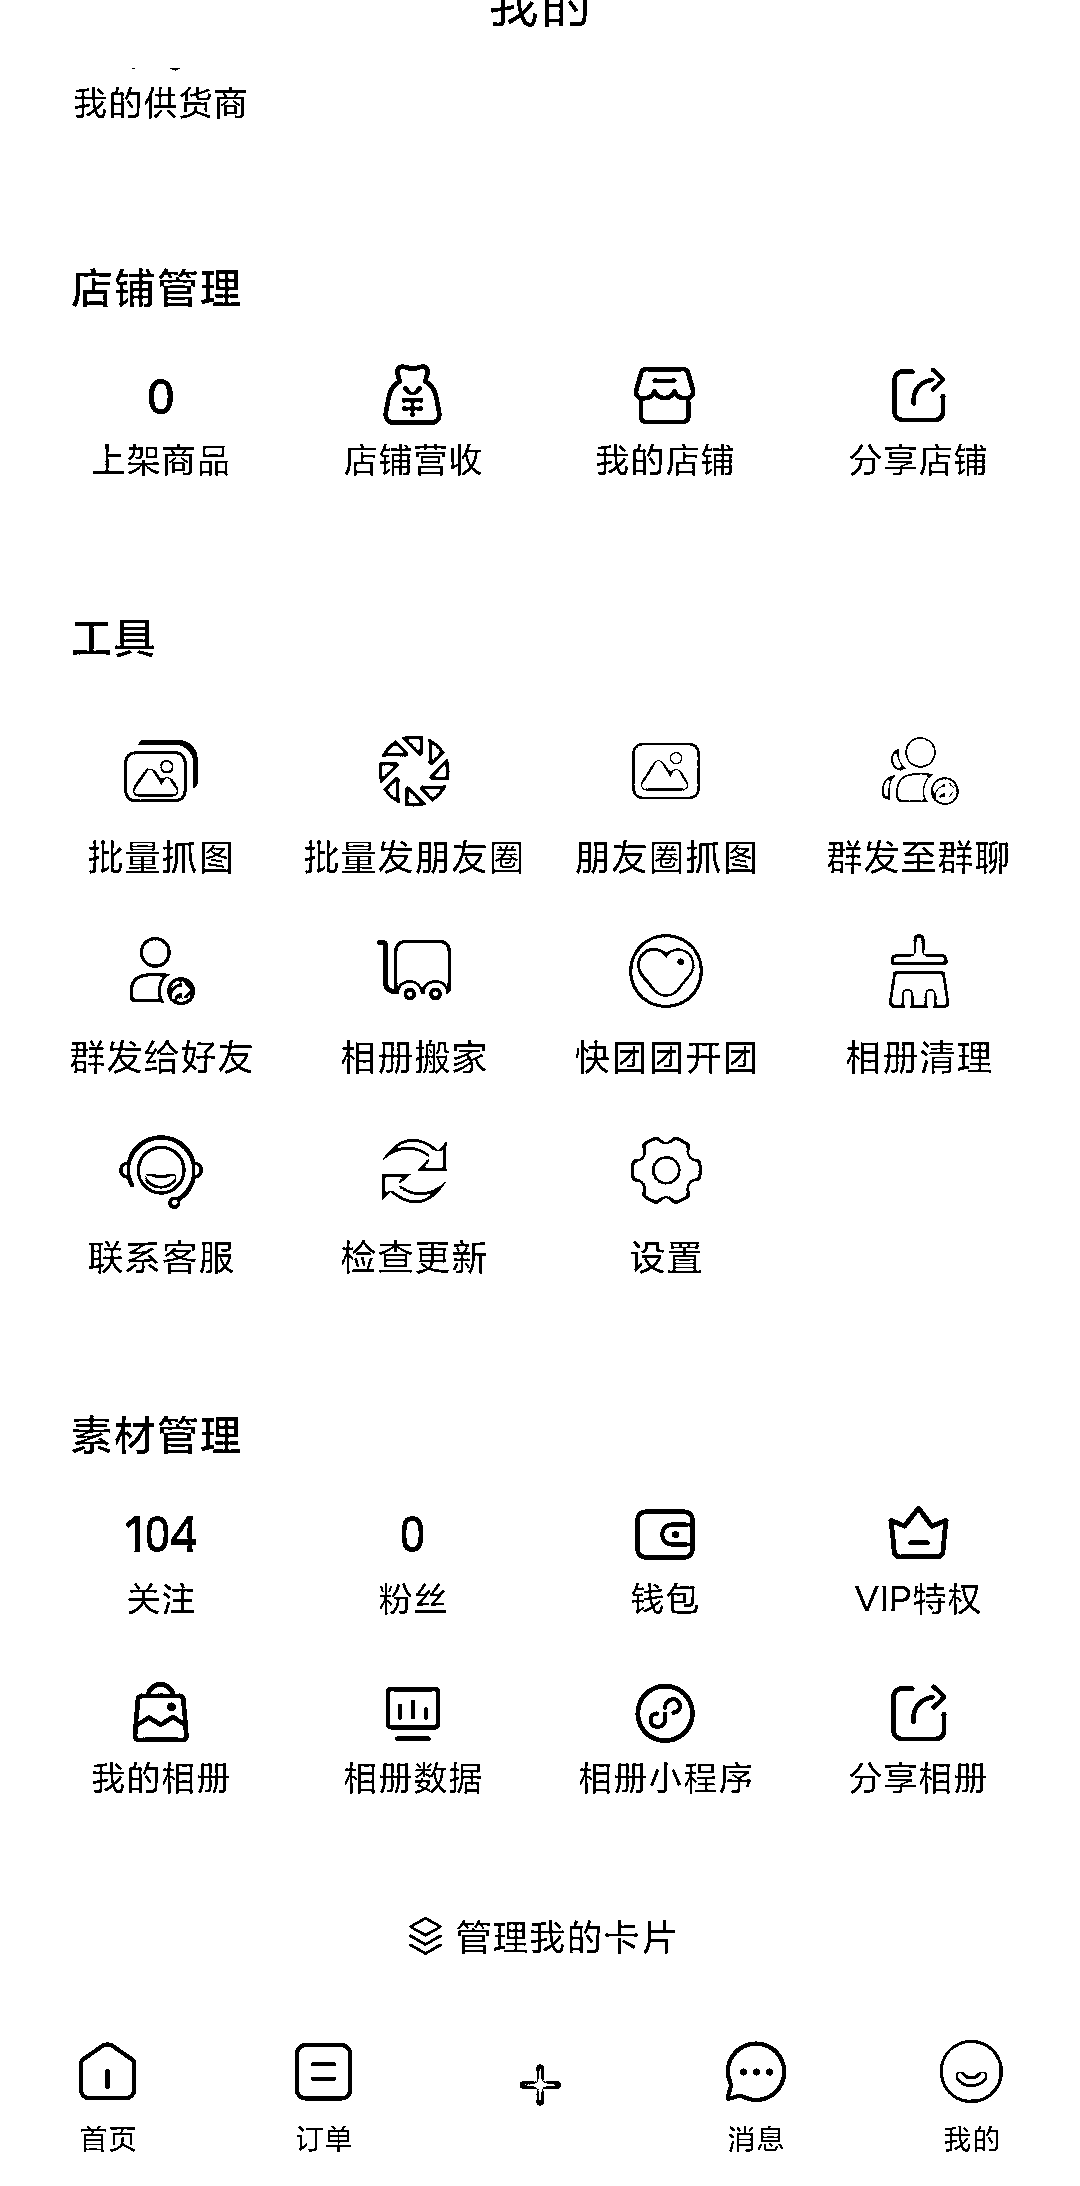 我的
我的供货商
店铺管理
0
上架商品 店铺营收 我的店铺 分享店铺
工具
批量抓图 批量发朋友圈 朋友圈抓图 群发至群聊
群发给好友 相册搬家 快团团开团 相册清理
联系客服 检查更新 设置
素材管理
104 0
关注 粉丝 钱包 VIP特权
我的相册 相册数据 相册小程序 分享相册
管理我的卡片
首页 订单 消息 我的